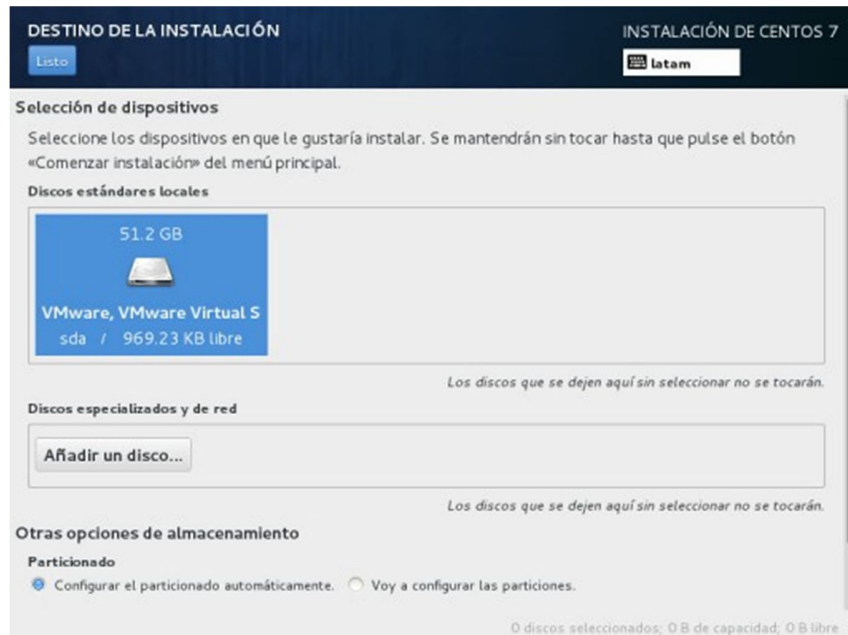 DESTINO DE LA INSTALACIÓN
Listo
INSTALACIÓN DE CENTOS 7
latam
Selección de dispositivos
Seleccione los dispositivos en que le gustaría instalar. Se mantendrán sin tocar hasta que pulse el botón
«Comenzar instalación» del menú principal.
Discos estándares locales
51.2 GB
VMware, VMware Virtual S
sda / 969.23 KB libre
Los discos que se dejen aquí sin seleccionar no se tocarán.
Discos especializados y de red
Añadir un disco...
Los discos que se dejen aquí sin seleccionar no se tocarán.
Otras opciones de almacenamiento
Particionado
Configurar el particionado automáticamente. Voy a configurar las particiones.
0 discos seleccionados; 0 B de capacidad; 0 B libre